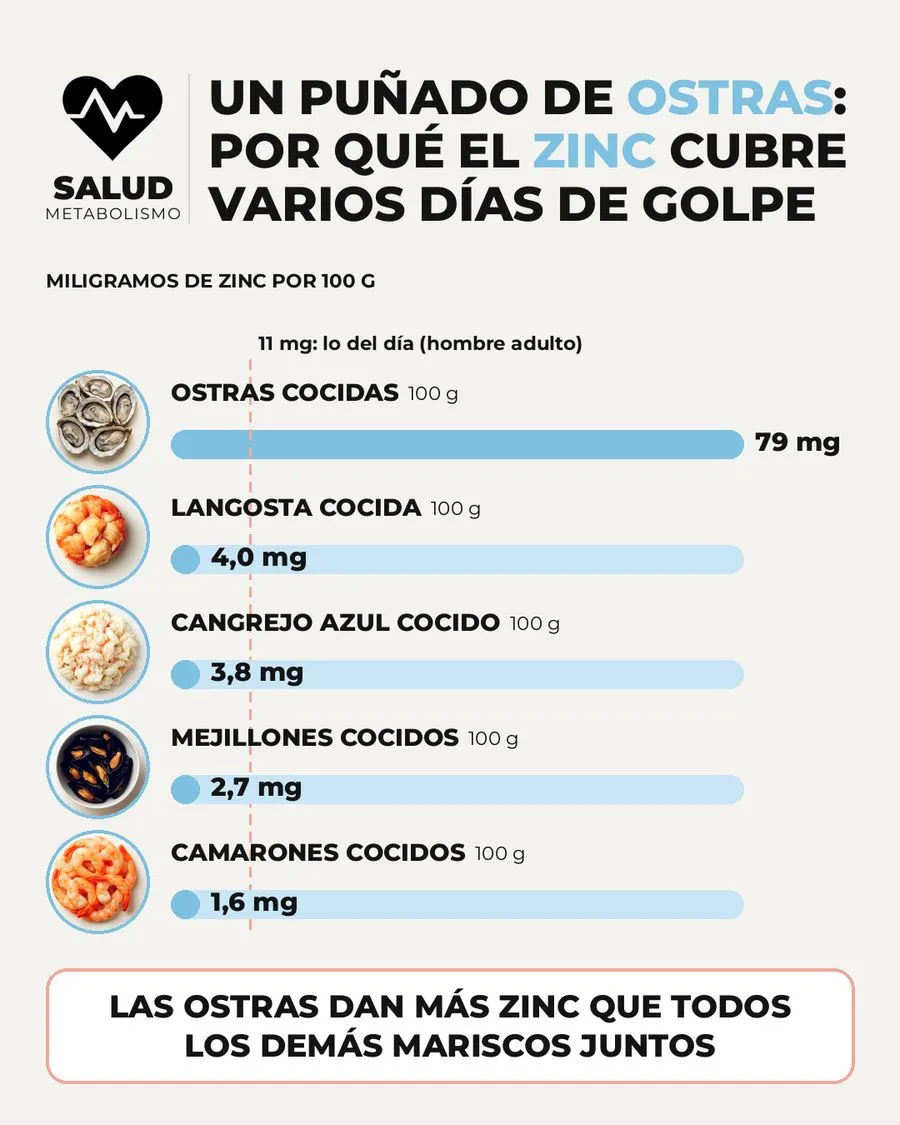 SALUD
METABOLISMO
UN PUÑADO DE OSTRAS:
POR QUÉ EL ZINC CUBRE
VARIOS DÍAS DE GOLPE
MILIGRAMOS DE ZINC POR 100 G
11 mg: lo del día (hombre adulto)
OSTRAS COCIDAS 100 g
79 mg
LANGOSTA COCIDA 100 g
4,0 mg
CANGREJO AZUL COCIDO 100 g
3,8 mg
MEJILLONES COCIDOS 100 g
2,7 mg
CAMARONES COCIDOS 100 g
1,6 mg
LAS OSTRAS DAN MÁS ZINC QUE TODOS
LOS DEMÁS MARISCOS JUNTOS